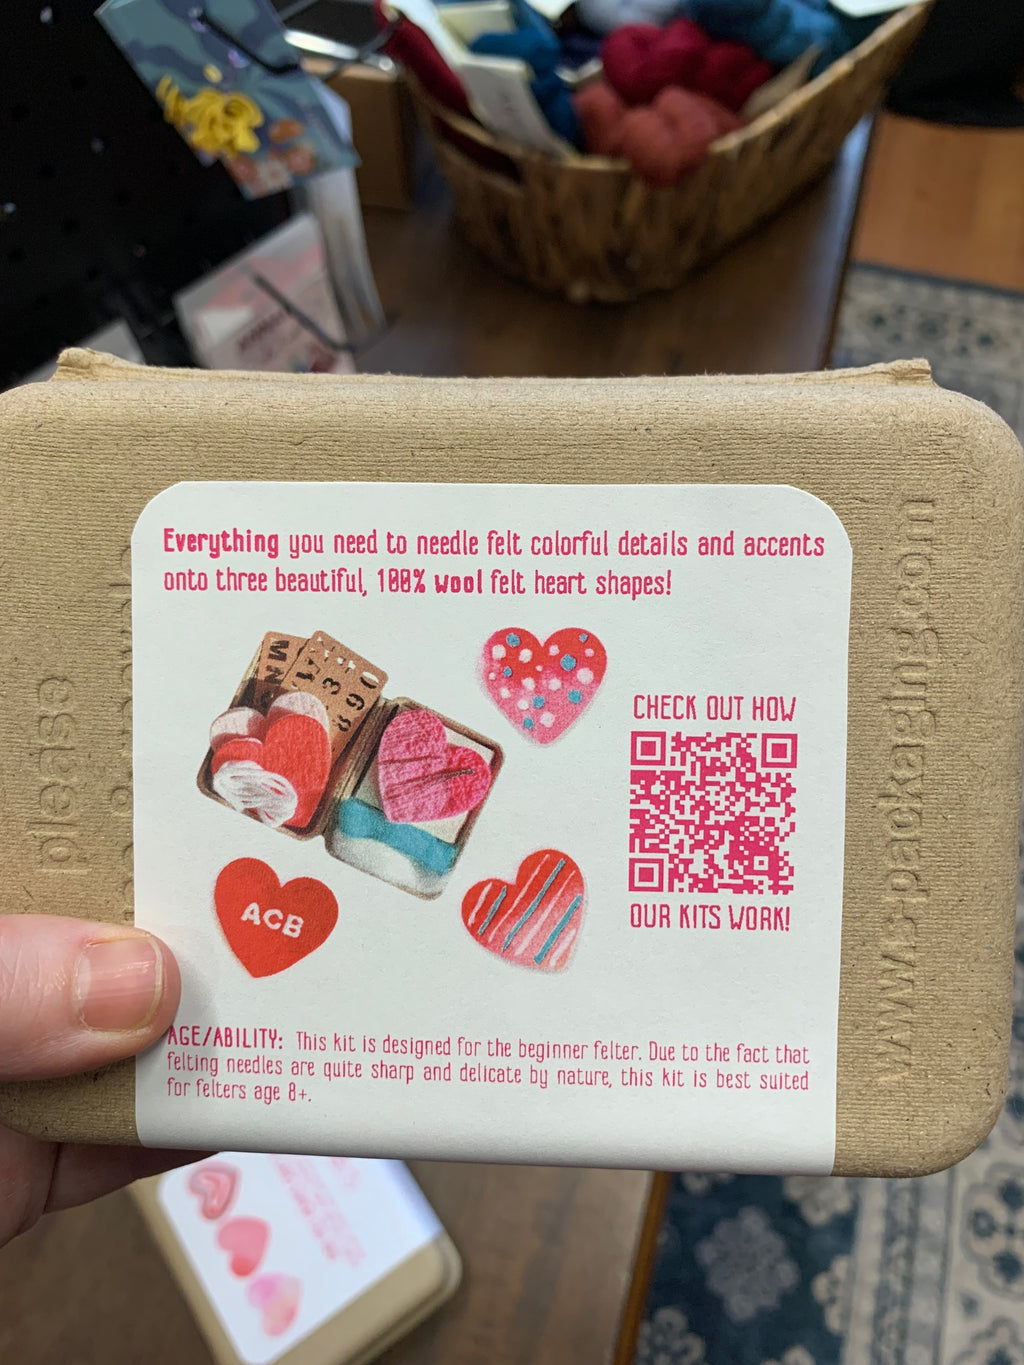 Everything you need to needle felt colorful details and accents
onto three beautiful, 100% wool felt heart shapes!
CHECK OUT HOW
OUR KITS WORK!
ACB
AGE/ABILITY: This kit is designed for the beginner felter. Due to the fact that
felting needles are quite sharp and delicate by nature, this kit is best suited
for felters age 8+.
please
www.s-packaging.com